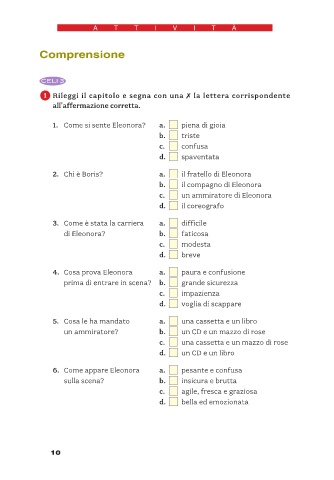 ATTIVITÀ
Comprensione
CELI 3
1 Rileggi il capitolo e segna con una ✗ la lettera corrispondente
all'affermazione corretta.
1. Come si sente Eleonora? a. piena di gioia
b. triste
c. confusa
d. spaventata
2. Chi è Boris? a. il fratello di Eleonora
b. il compagno di Eleonora
c. un ammiratore di Eleonora
d. il coreografo
3. Come è stata la carriera a. difficile
di Eleonora? b. faticosa
c. modesta
d. breve
4. Cosa prova Eleonora a. paura e confusione
prima di entrare in scena? b. grande sicurezza
c. impazienza
d. voglia di scappare
5. Cosa le ha mandato a. una cassetta e un libro
un ammiratore? b. un CD e un mazzo di rose
c. una cassetta e un mazzo di rose
d. un CD e un libro
6. Come appare Eleonora a. pesante e confusa
sulla scena? b. insicura e brutta
c. agile, fresca e graziosa
d. bella ed emozionata
10